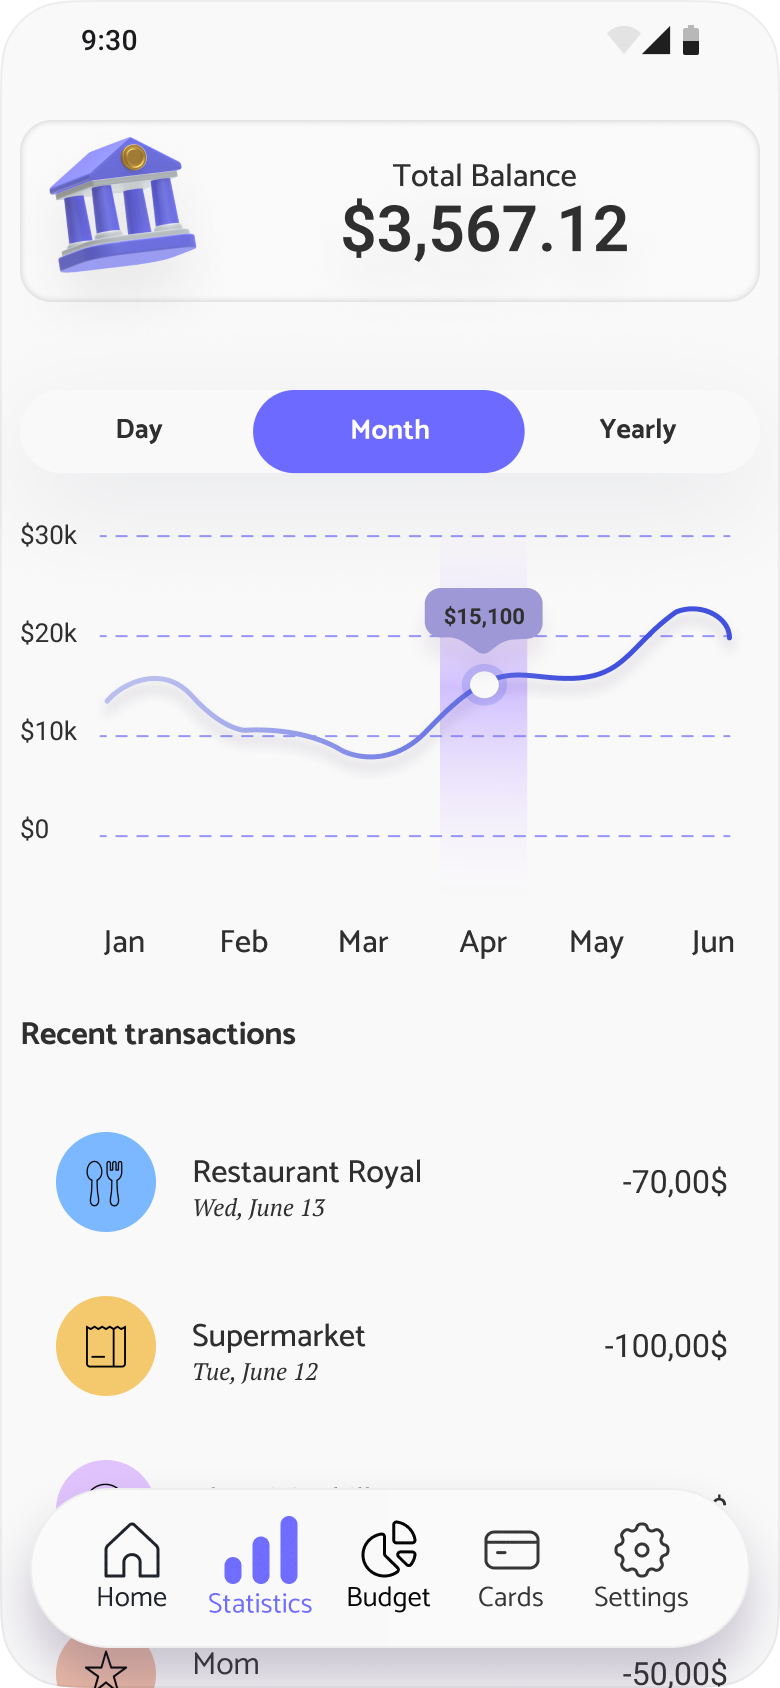 9:30
Total Balance
$3,567.12
Day
Month
Yearly
$30k
$15,100
$20k
$10k
$0
Jan Feb Mar Apr May Jun
Recent transactions
Restaurant Royal
-70,00$
Wed, June 13
Supermarket
-100,00$
Tue, June 12
Home
Statistics
Budget
Cards
Settings
Mom
-50,00$